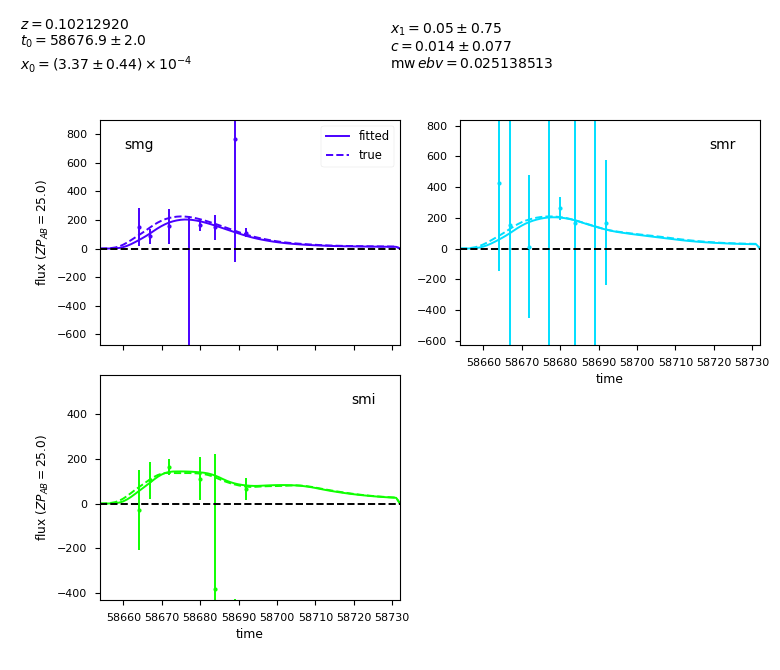 z = 0.10212920
t₀ = 58676.9 ± 2.0
x₀ = (3.37 ± 0.44) × 10⁻⁴
x₁ = 0.05 ± 0.75
c = 0.014 ± 0.077
mw ebv = 0.025138513
smg
fitted
true
800
600
400
200
0
−200
−400
−600
flux (ZP_AB = 25.0)
smr
800
600
400
200
0
−200
−400
−600
58660 58670 58680 58690 58700 58710 58720 58730
time
smi
400
200
0
−200
−400
flux (ZP_AB = 25.0)
58660 58670 58680 58690 58700 58710 58720 58730
time